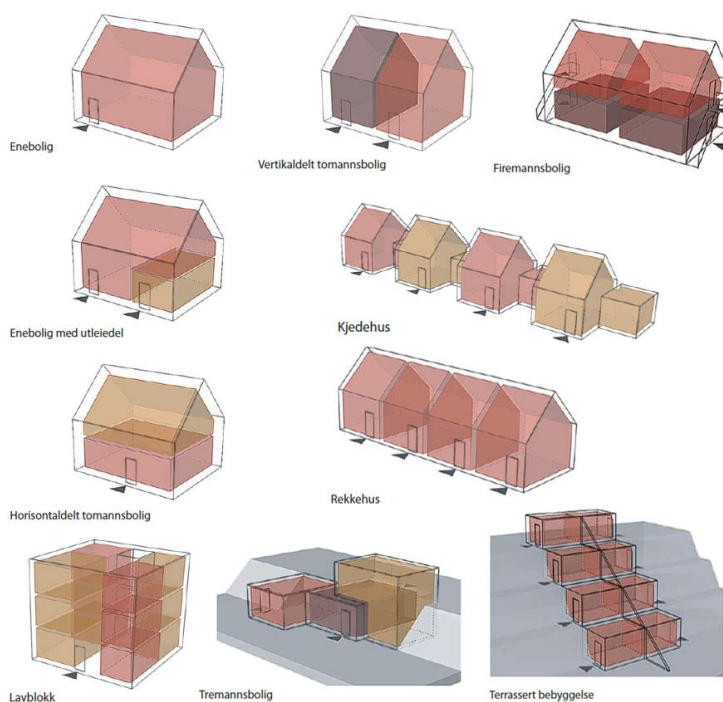 Enebolig
Vertikaldelt tomannsbolig
Firemannsbolig
Enebolig med utleiedel
Kjedehus
Horisontaldelt tomannsbolig
Rekkehus
Lavblokk
Tremannsbolig
Terrassert bebyggelse